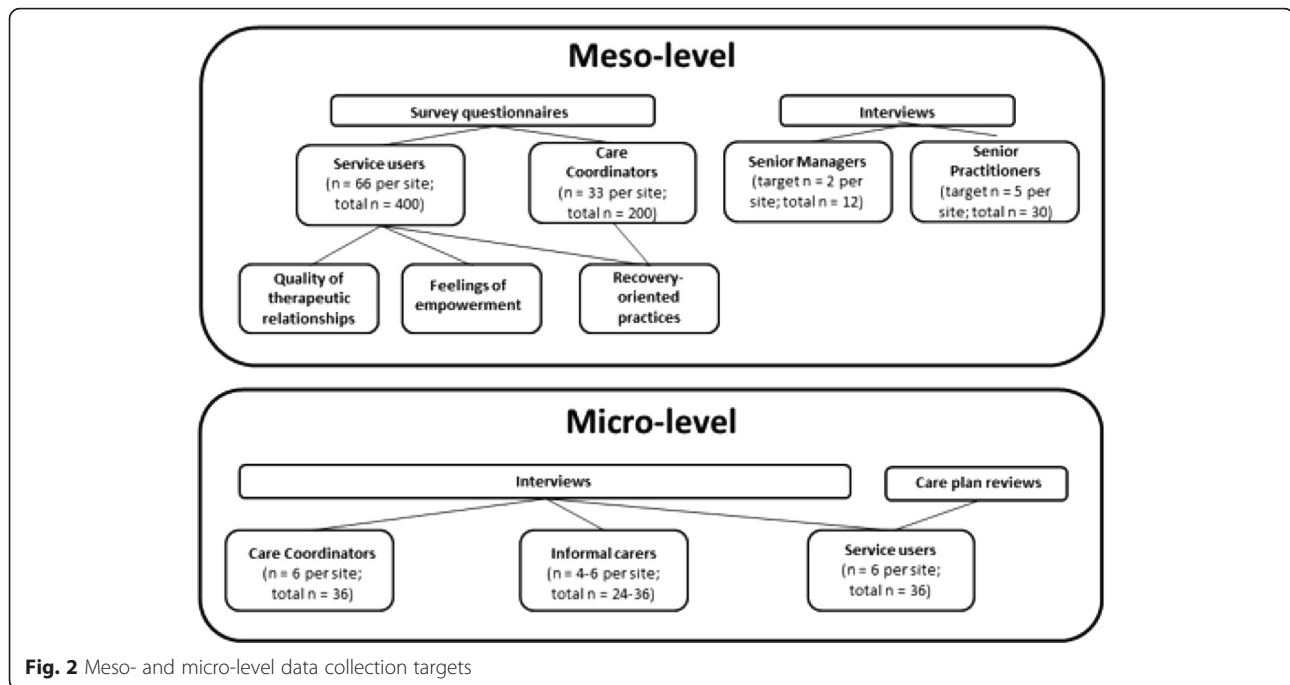 Meso-level
Survey questionnaires
Interviews
Service users
(n = 66 per site;
total n = 400)
Care
Coordinators
(n = 33 per site;
total n = 200)
Senior Managers
(target n = 2 per
site; total n = 12)
Senior
Practitioners
(target n = 5 per
site; total n = 30)
Quality of
therapeutic
relationships
Feelings of
empowerment
Recovery-
oriented
practices
Micro-level
Interviews
Care plan reviews
Care Coordinators
(n = 6 per site;
total n = 36)
Informal carers
(n = 4-6 per site;
total n = 24-36)
Service users
(n = 6 per site;
total n = 36)
Fig. 2 Meso- and micro-level data collection targets